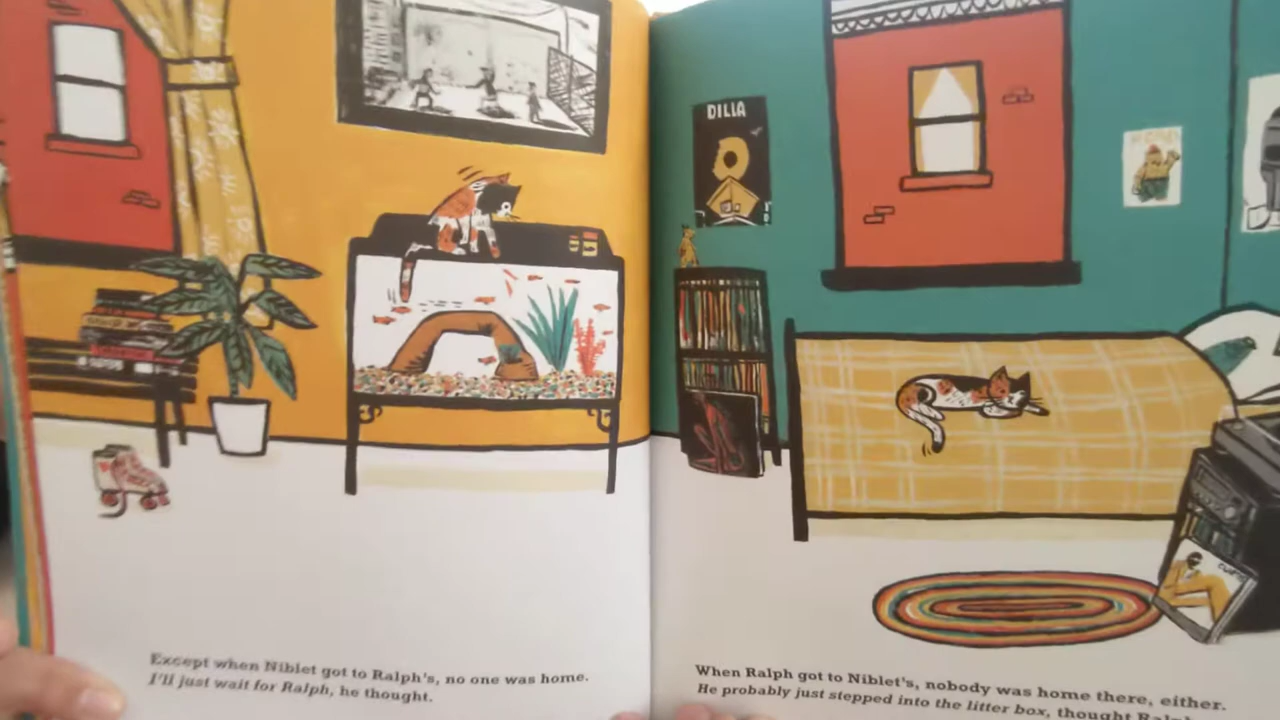 Except when Niblet got to Ralph's, no one was home.
I'll just wait for Ralph, he thought.
DILLA
When Ralph got to Niblet's, nobody was home there, either.
He probably just stepped into the litter box, thought